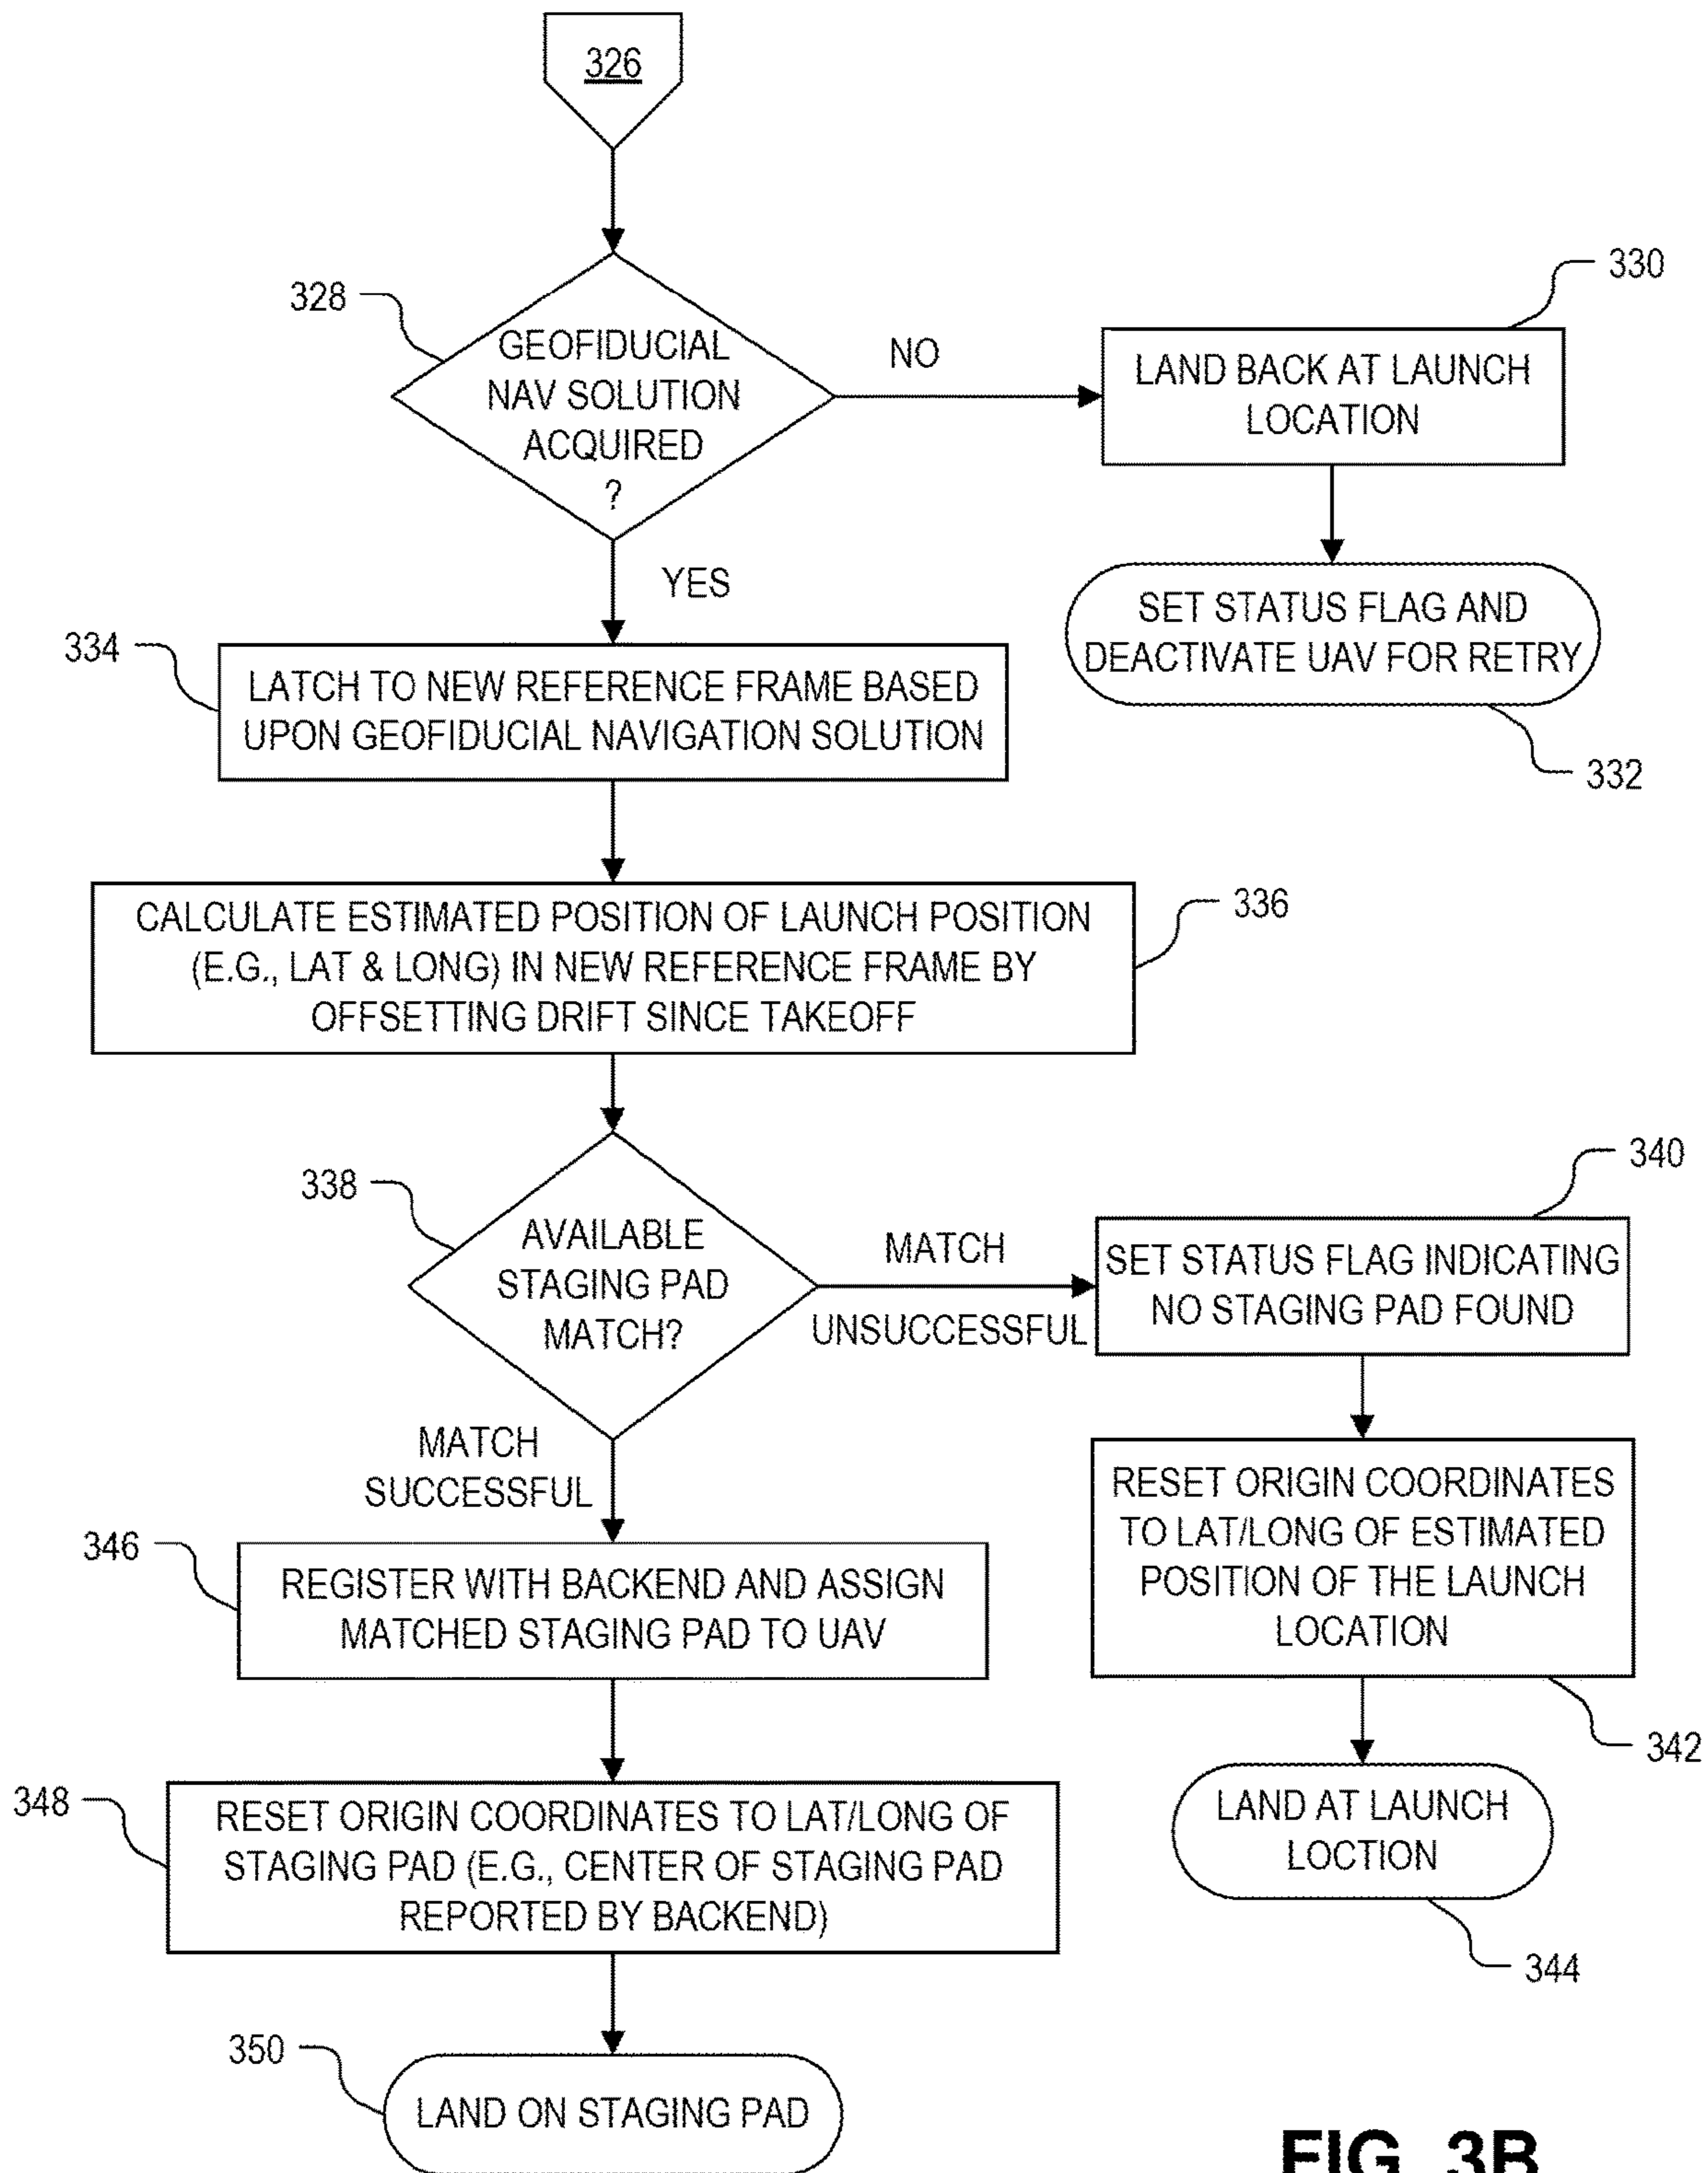 326
328
GEOFIDUCIAL
NAV SOLUTION
ACQUIRED
?
NO
330
LAND BACK AT LAUNCH
LOCATION
YES
SET STATUS FLAG AND
DEACTIVATE UAV FOR RETRY
332
334
LATCH TO NEW REFERENCE FRAME BASED
UPON GEOFIDUCIAL NAVIGATION SOLUTION
336
CALCULATE ESTIMATED POSITION OF LAUNCH POSITION
(E.G., LAT & LONG) IN NEW REFERENCE FRAME BY
OFFSETTING DRIFT SINCE TAKEOFF
338
AVAILABLE
STAGING PAD
MATCH?
MATCH
UNSUCCESSFUL
340
SET STATUS FLAG INDICATING
NO STAGING PAD FOUND
MATCH
SUCCESSFUL
RESET ORIGIN COORDINATES
TO LAT/LONG OF ESTIMATED
POSITION OF THE LAUNCH
LOCATION
342
346
REGISTER WITH BACKEND AND ASSIGN
MATCHED STAGING PAD TO UAV
348
RESET ORIGIN COORDINATES TO LAT/LONG OF
STAGING PAD (E.G., CENTER OF STAGING PAD
REPORTED BY BACKEND)
LAND AT LAUNCH
LOCTION
344
350
LAND ON STAGING PAD
FIG. 3B